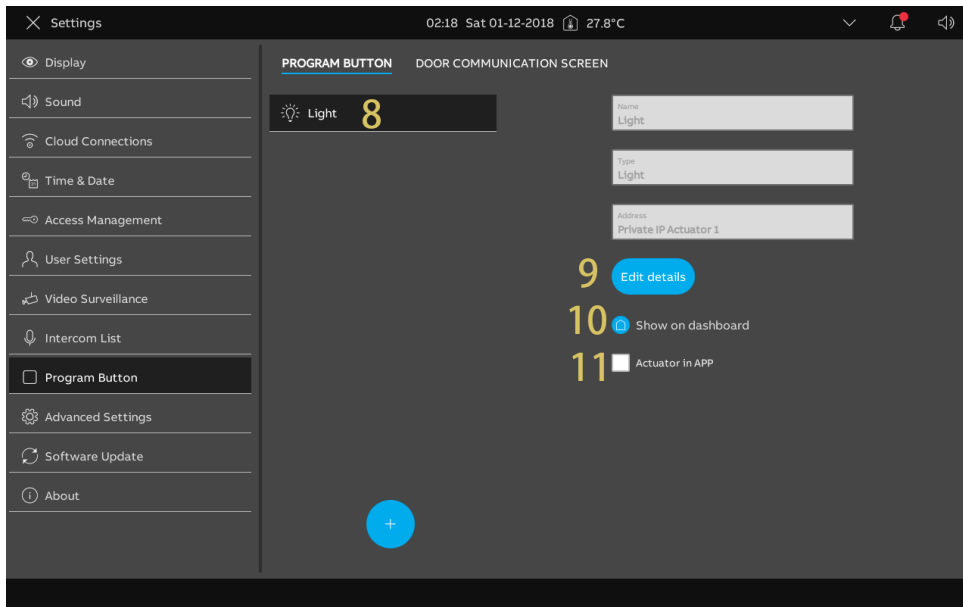 Settings
02:18 Sat 01-12-2018 27.8°C
Display
Sound
Cloud Connections
Time & Date
Access Management
User Settings
Video Surveillance
Intercom List
Program Button
Advanced Settings
Software Update
About
PROGRAM BUTTON DOOR COMMUNICATION SCREEN
Light 8
Name
Light
Type
Light
Address
Private IP Actuator 1
9 Edit details
10 Show on dashboard
11 Actuator in APP
+